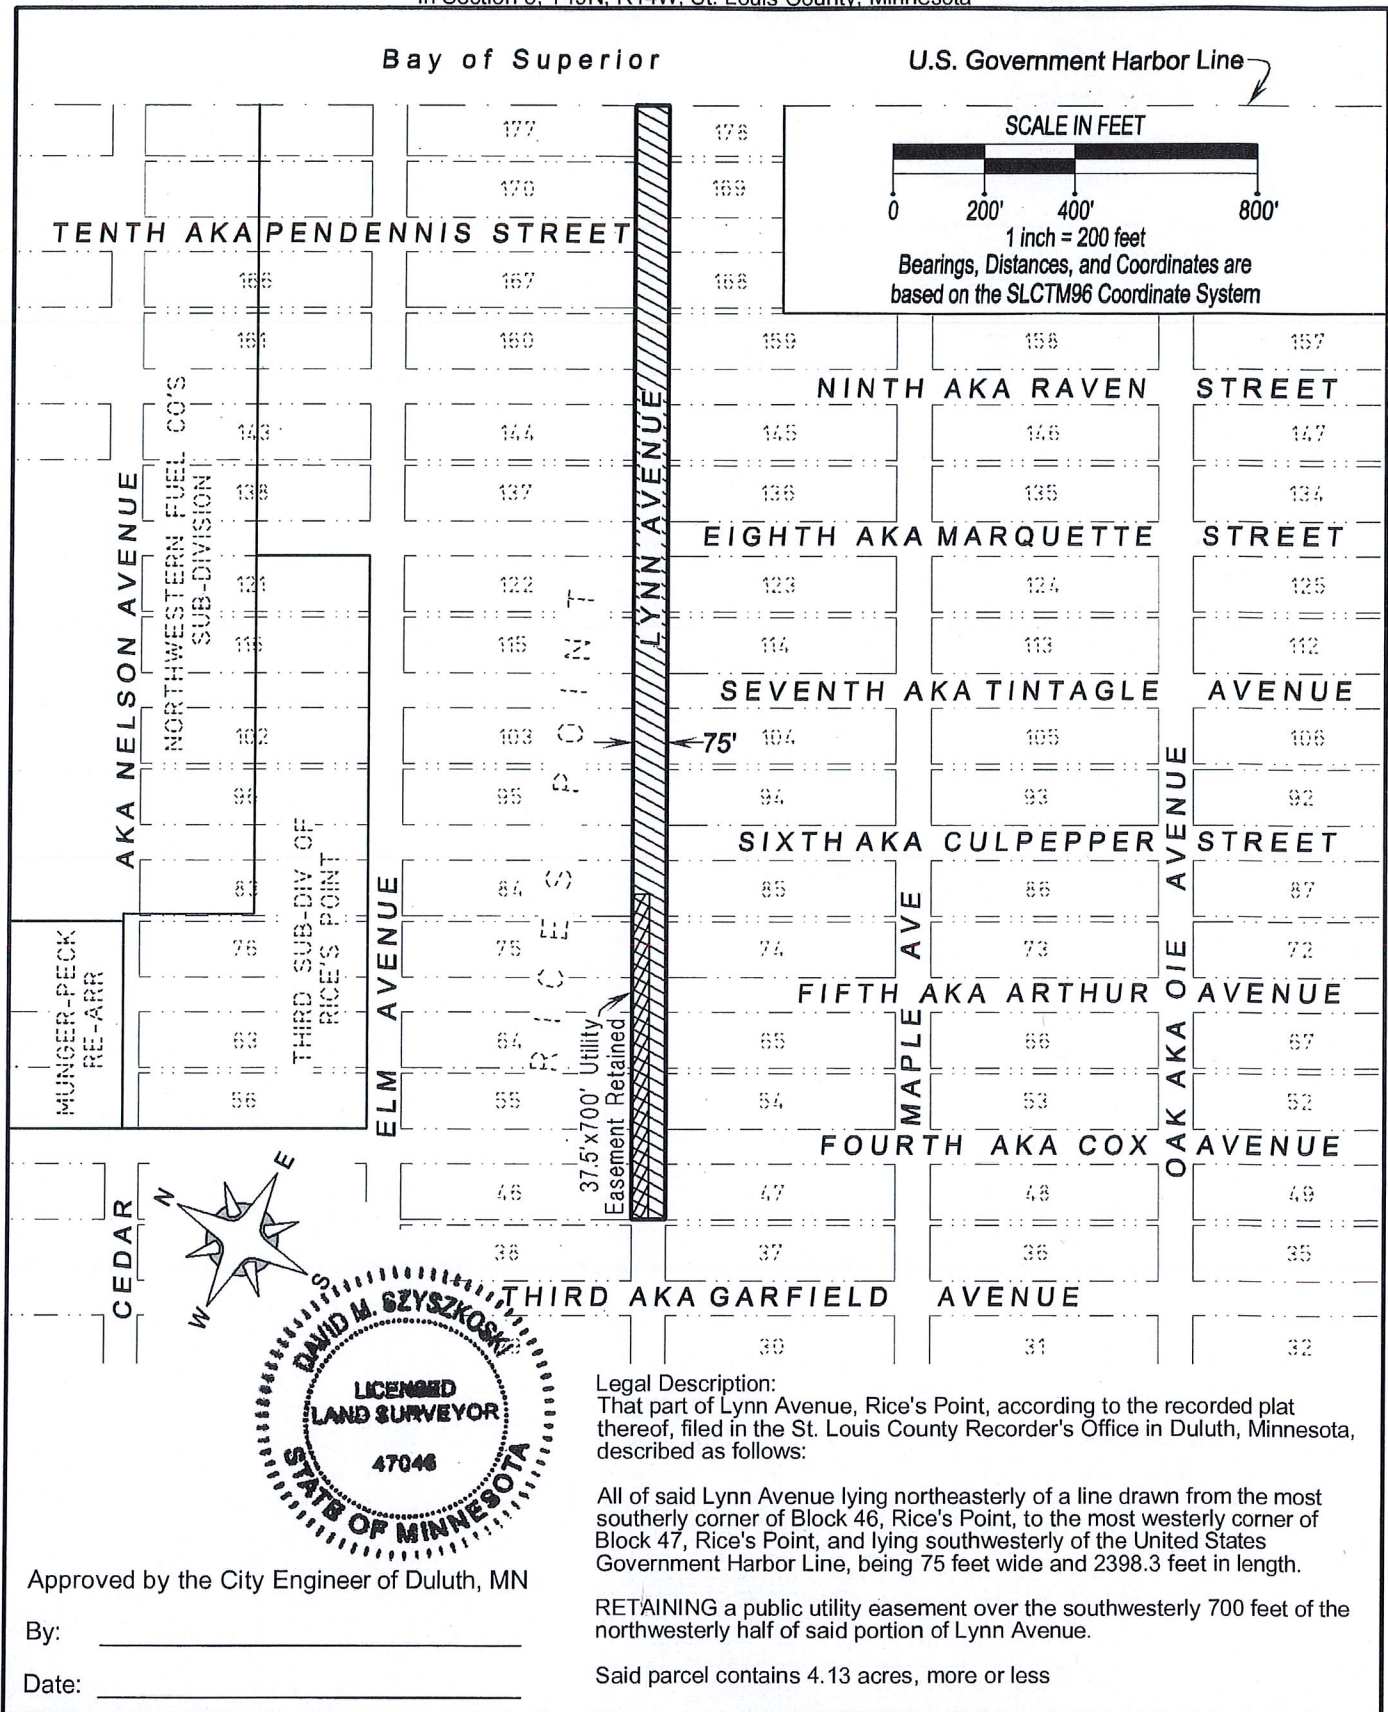 In Section 3, T49N, R14W, St. Louis County, Minnesota
Bay of Superior
U.S. Government Harbor Line
SCALE IN FEET
0 200' 400' 800'
1 inch = 200 feet
Bearings, Distances, and Coordinates are
based on the SLCTM96 Coordinate System
177 178
170 169
TENTH AKA PENDENNIS STREET
166 167 168
161 160 159 158 157
NINTH AKA RAVEN STREET
143 144 145 146 147
138 137 136 135 134
EIGHTH AKA MARQUETTE STREET
121 122 123 124 125
116 115 114 113 112
SEVENTH AKA TINTAGLE AVENUE
102 103 104 105 106
75'
96 95 94 93 92
SIXTH AKA CULPEPPER STREET
83 84 85 86 87
76 75 74 73 72
FIFTH AKA ARTHUR AVENUE
63 64 65 66 67
56 55 54 53 52
FOURTH AKA COX AVENUE
46 47 48 49
38 37 36 35
THIRD AKA GARFIELD AVENUE
30 31 32
CEDAR
AKA NELSON AVENUE
NORTHWESTERN FUEL CO'S
SUB-DIVISION
THIRD SUB-DIV OF
RICE'S POINT
MUNGER-PECK
RE-ARR
ELM AVENUE
RICES POINT
LYNN AVENUE
37.5'x700' Utility
Easement Retained
MAPLE AVE
OAK AKA OIE AVENUE
N
E
S
W
DAVID M. SZYSZKOSKI
LICENSED
LAND SURVEYOR
47046
STATE OF MINNESOTA
Legal Description:
That part of Lynn Avenue, Rice's Point, according to the recorded plat
thereof, filed in the St. Louis County Recorder's Office in Duluth, Minnesota,
described as follows:
All of said Lynn Avenue lying northeasterly of a line drawn from the most
southerly corner of Block 46, Rice's Point, to the most westerly corner of
Block 47, Rice's Point, and lying southwesterly of the United States
Government Harbor Line, being 75 feet wide and 2398.3 feet in length.
RETAINING a public utility easement over the southwesterly 700 feet of the
northwesterly half of said portion of Lynn Avenue.
Said parcel contains 4.13 acres, more or less
Approved by the City Engineer of Duluth, MN
By:
Date: